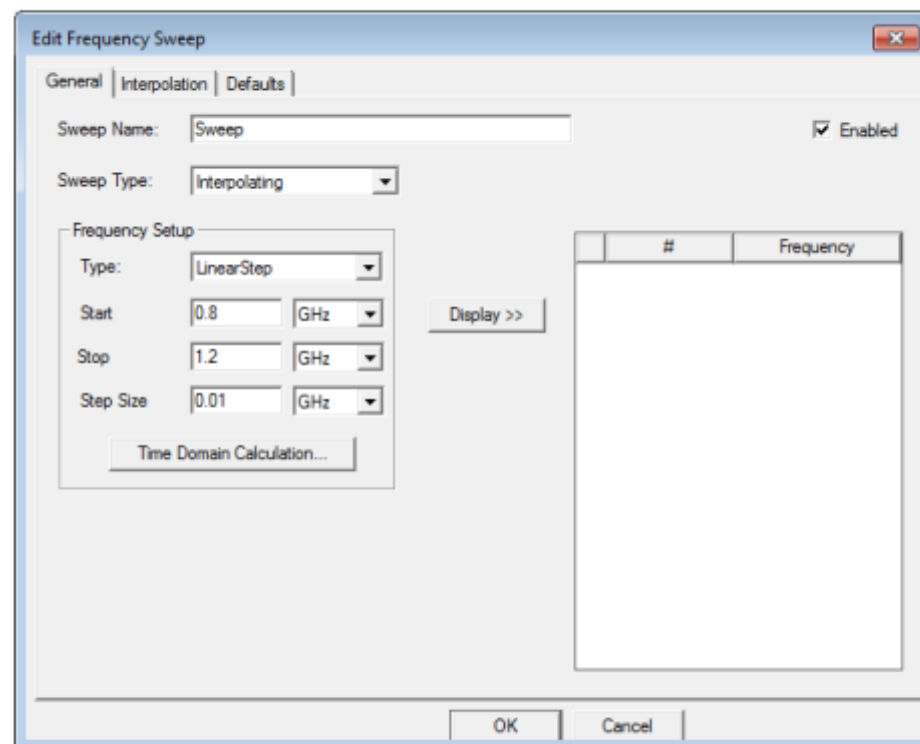 Edit Frequency Sweep
General Interpolation Defaults
Sweep Name: Sweep Enabled
Sweep Type: Interpolating
Frequency Setup
Type: LinearStep
Start 0.8 GHz
Stop 1.2 GHz
Step Size 0.01 GHz
Time Domain Calculation...
Display >>
# Frequency
OK Cancel